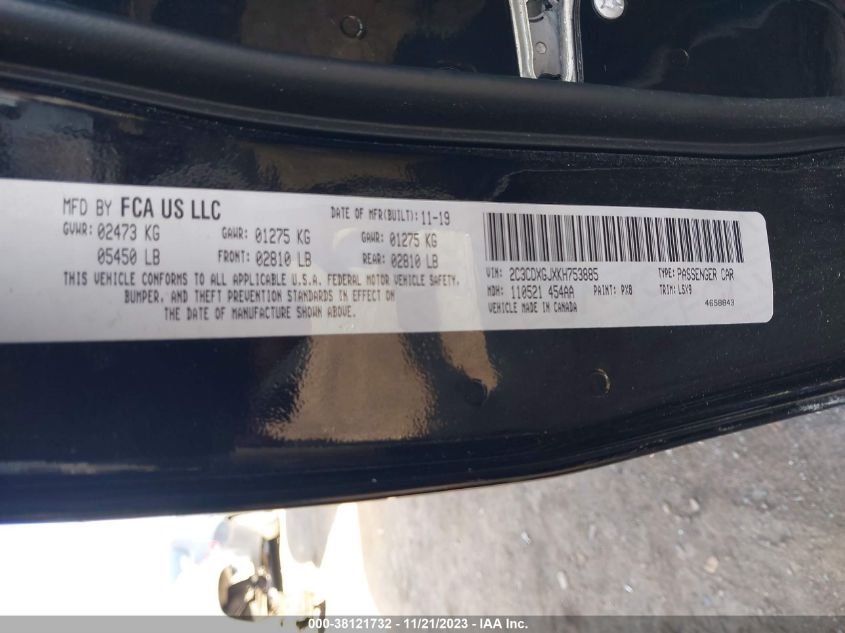 MFD BY FCA US LLC DATE OF MFR(BUILT): 11-19
GVWR: 02473 KG GAWR: 01275 KG GAWR: 01275 KG
05450 LB FRONT: 02810 LB REAR: 02810 LB
THIS VEHICLE CONFORMS TO ALL APPLICABLE U.S.A. FEDERAL MOTOR VEHICLE SAFETY,
BUMPER, AND THEFT PREVENTION STANDARDS IN EFFECT ON
THE DATE OF MANUFACTURE SHOWN ABOVE.
VIN: 2C3CDXGJXKH753885 TYPE: PASSENGER CAR
MDH: 110521 454AA PAINT: PX8 TRIM: LSX9
VEHICLE MADE IN CANADA 4658843
000-38121732 - 11/21/2023 - IAA Inc.